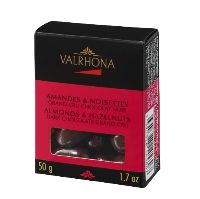 VALRHONA
AMANDES & NOISETTES
GRAND CRU CHOCOLAT NOIR
ALMONDS & HAZELNUTS
DARK CHOCOLATE GRAND CRU
50 g
1.7 oz